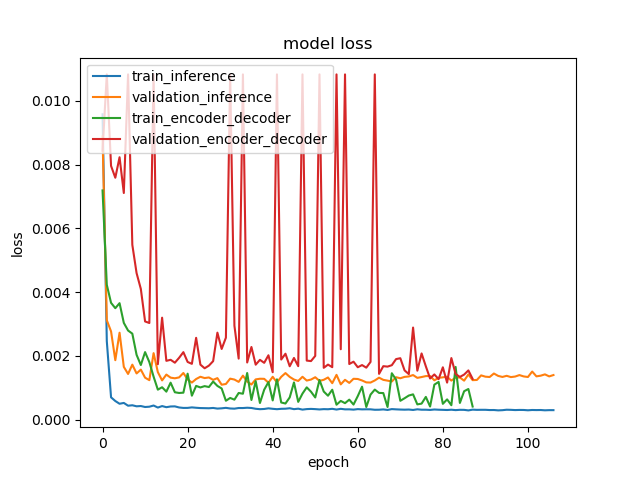 model loss
train_inference
validation_inference
train_encoder_decoder
validation_encoder_decoder
0.010
0.008
0.006
0.004
0.002
0.000
loss
0 20 40 60 80 100
epoch